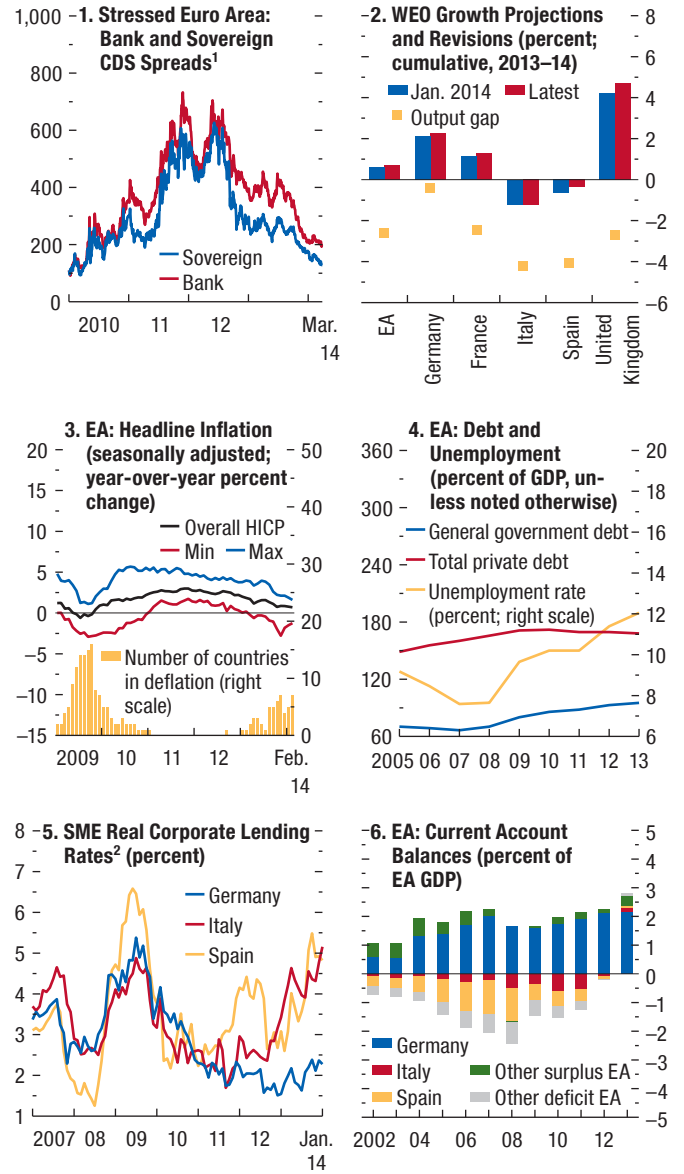 1. Stressed Euro Area:
Bank and Sovereign
CDS Spreads¹
1,000
800
600
400
200
0
Sovereign
Bank
2010 11 12 Mar.
14
2. WEO Growth Projections
and Revisions (percent;
cumulative, 2013–14)
Jan. 2014 Latest
Output gap
8
6
4
2
0
−2
−4
−6
EA
Germany
France
Italy
Spain
United
Kingdom
3. EA: Headline Inflation
(seasonally adjusted;
year-over-year percent
change)
20
15
10
5
0
−5
−10
−15
50
40
30
20
10
0
Overall HICP
Min Max
Number of countries
in deflation (right
scale)
2009 10 11 12 Feb.
14
4. EA: Debt and
Unemployment
(percent of GDP, un-
less noted otherwise)
360
300
240
180
120
60
20
18
16
14
12
10
8
6
General government debt
Total private debt
Unemployment rate
(percent; right scale)
2005 06 07 08 09 10 11 12 13
5. SME Real Corporate Lending
Rates² (percent)
8
7
6
5
4
3
2
1
Germany
Italy
Spain
2007 08 09 10 11 12 Jan.
14
6. EA: Current Account
Balances (percent of
EA GDP)
5
4
3
2
1
0
−1
−2
−3
−4
−5
Germany
Italy Other surplus EA
Spain Other deficit EA
2002 04 06 08 10 12